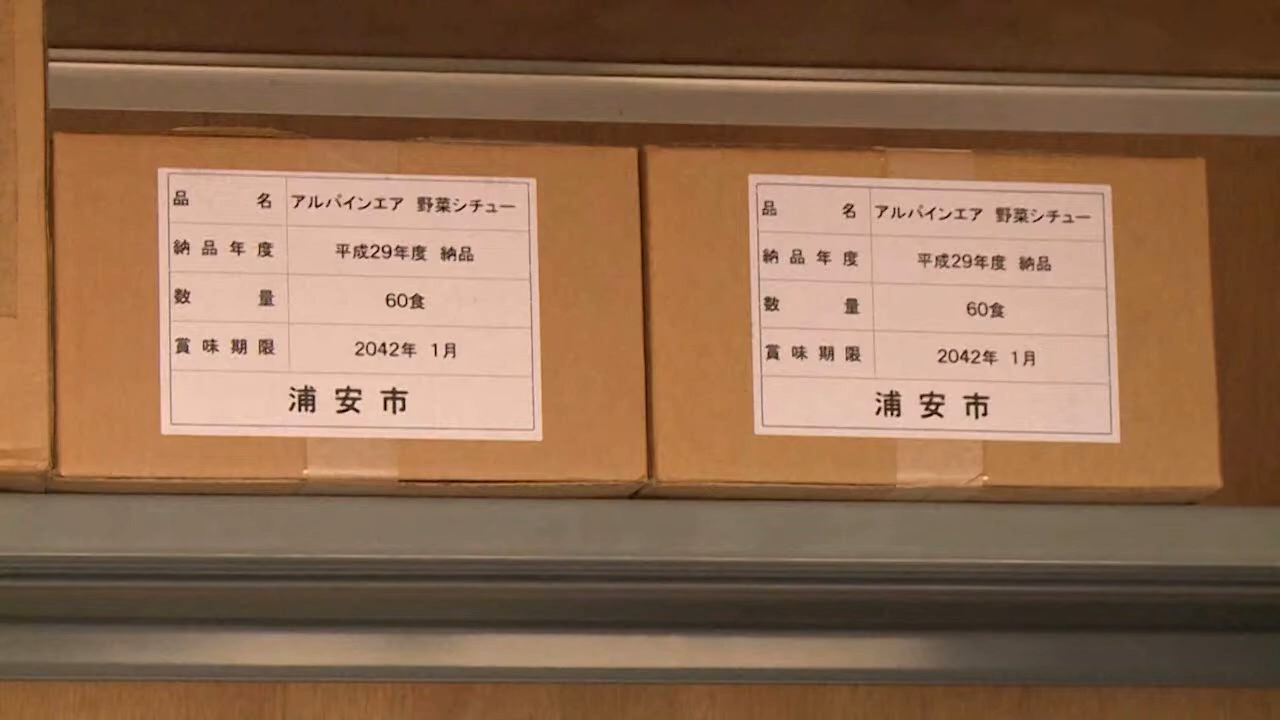 品名 アルパインエア 野菜シチュー
納品年度 平成29年度 納品
数量 60食
賞味期限 2042年 1月
浦安市
品名 アルパインエア 野菜シチュー
納品年度 平成29年度 納品
数量 60食
賞味期限 2042年 1月
浦安市